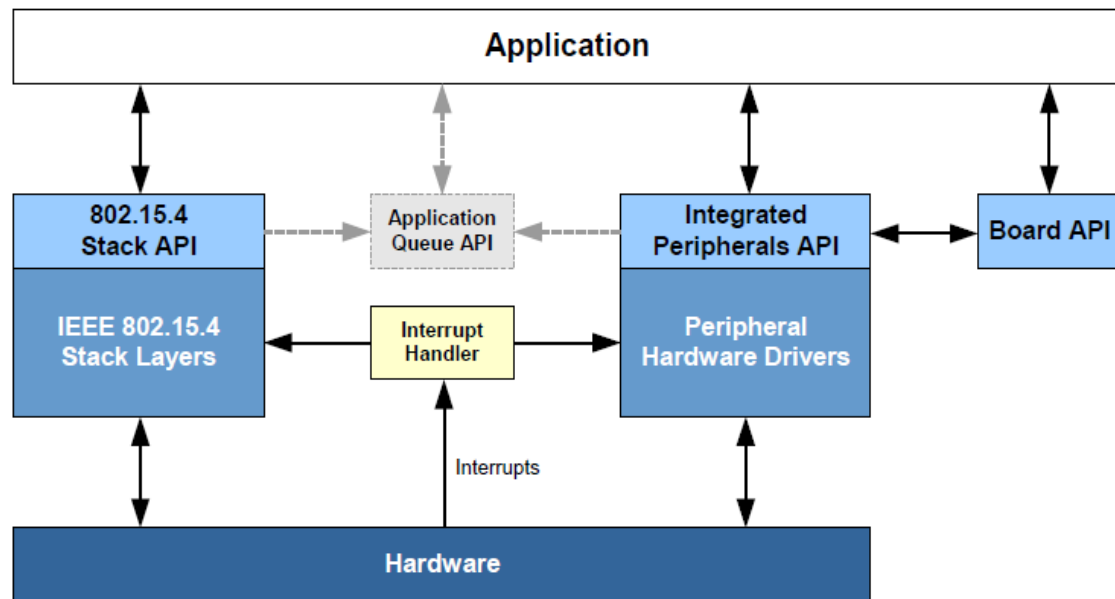 Application
802.15.4
Stack API
Application
Queue API
Integrated
Peripherals API
Board API
IEEE 802.15.4
Stack Layers
Interrupt
Handler
Peripheral
Hardware Drivers
Interrupts
Hardware